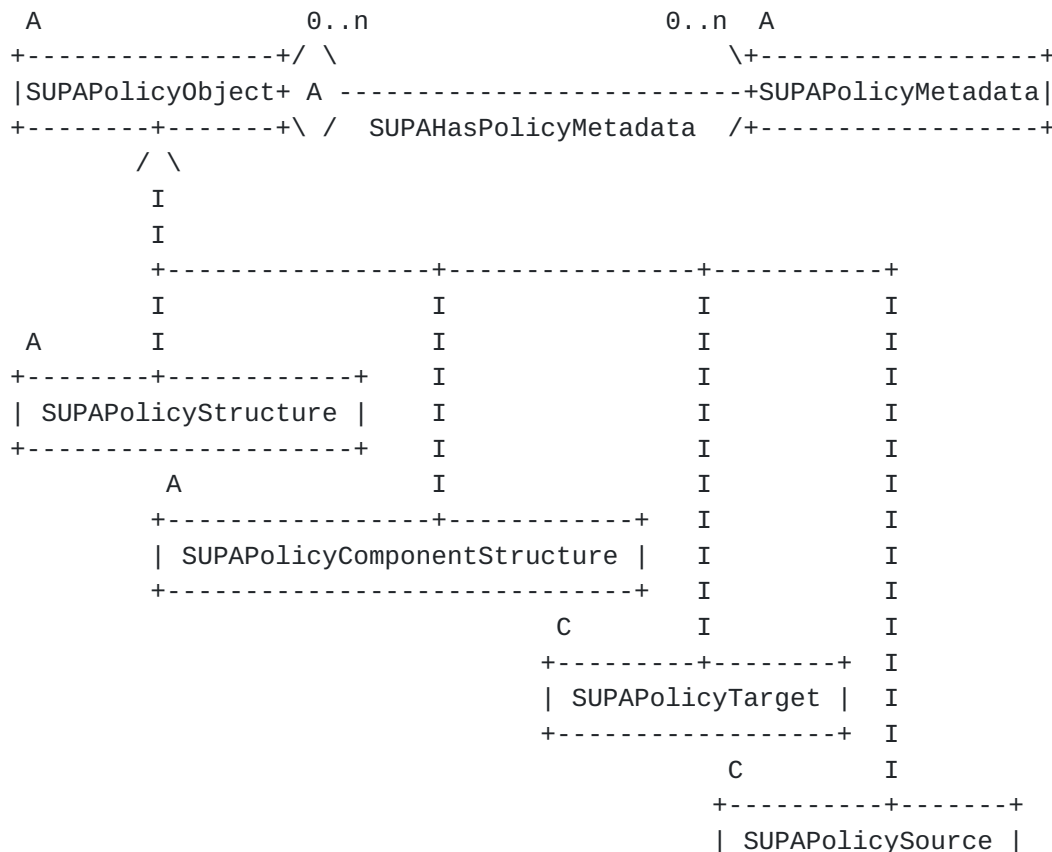 A                 0..n                   0..n  A
+----------------+/ \                         \+------------------+
|SUPAPolicyObject+ A --------------------------+SUPAPolicyMetadata|
+--------+-------+\ /  SUPAHasPolicyMetadata  /+------------------+
        / \
         I
         I
         +-----------------+----------------+-----------+
         I                 I                I           I
 A       I                 I                I           I
+--------+------------+    I                I           I
| SUPAPolicyStructure |    I                I           I
+---------------------+    I                I           I
          A                I                I           I
         +-----------------+------------+   I           I
         | SUPAPolicyComponentStructure |   I           I
         +------------------------------+   I           I
                                   C        I           I
                                  +---------+--------+  I
                                  | SUPAPolicyTarget |  I
                                  +------------------+  I
                                              C         I
                                             +----------+-------+
                                             | SUPAPolicySource |